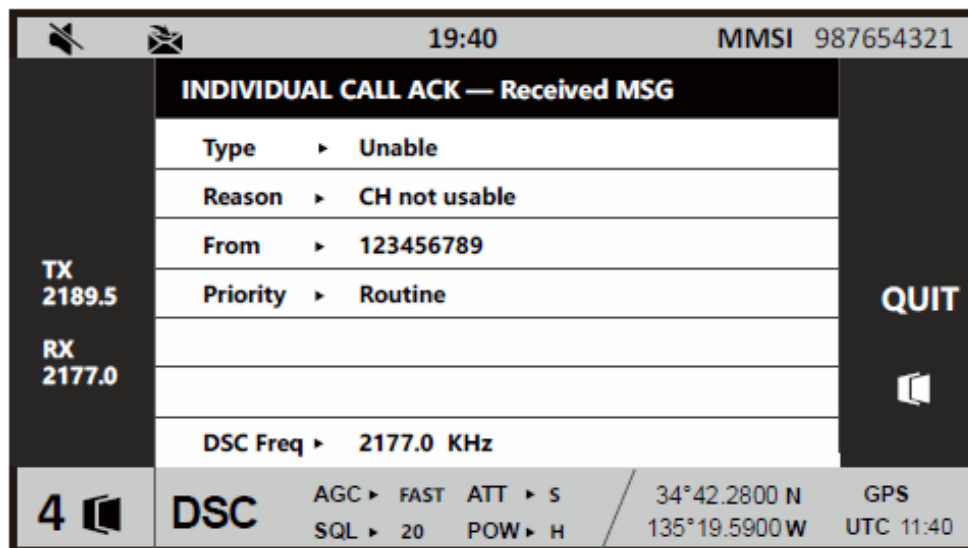 19:40 MMSI 987654321
INDIVIDUAL CALL ACK — Received MSG
Type ▸ Unable
Reason ▸ CH not usable
From ▸ 123456789
Priority ▸ Routine
DSC Freq ▸ 2177.0 KHz
TX
2189.5
RX
2177.0
QUIT
4
DSC
AGC ▸ FAST ATT ▸ S
SQL ▸ 20 POW ▸ H
34°42.2800 N
135°19.5900 W
GPS
UTC 11:40